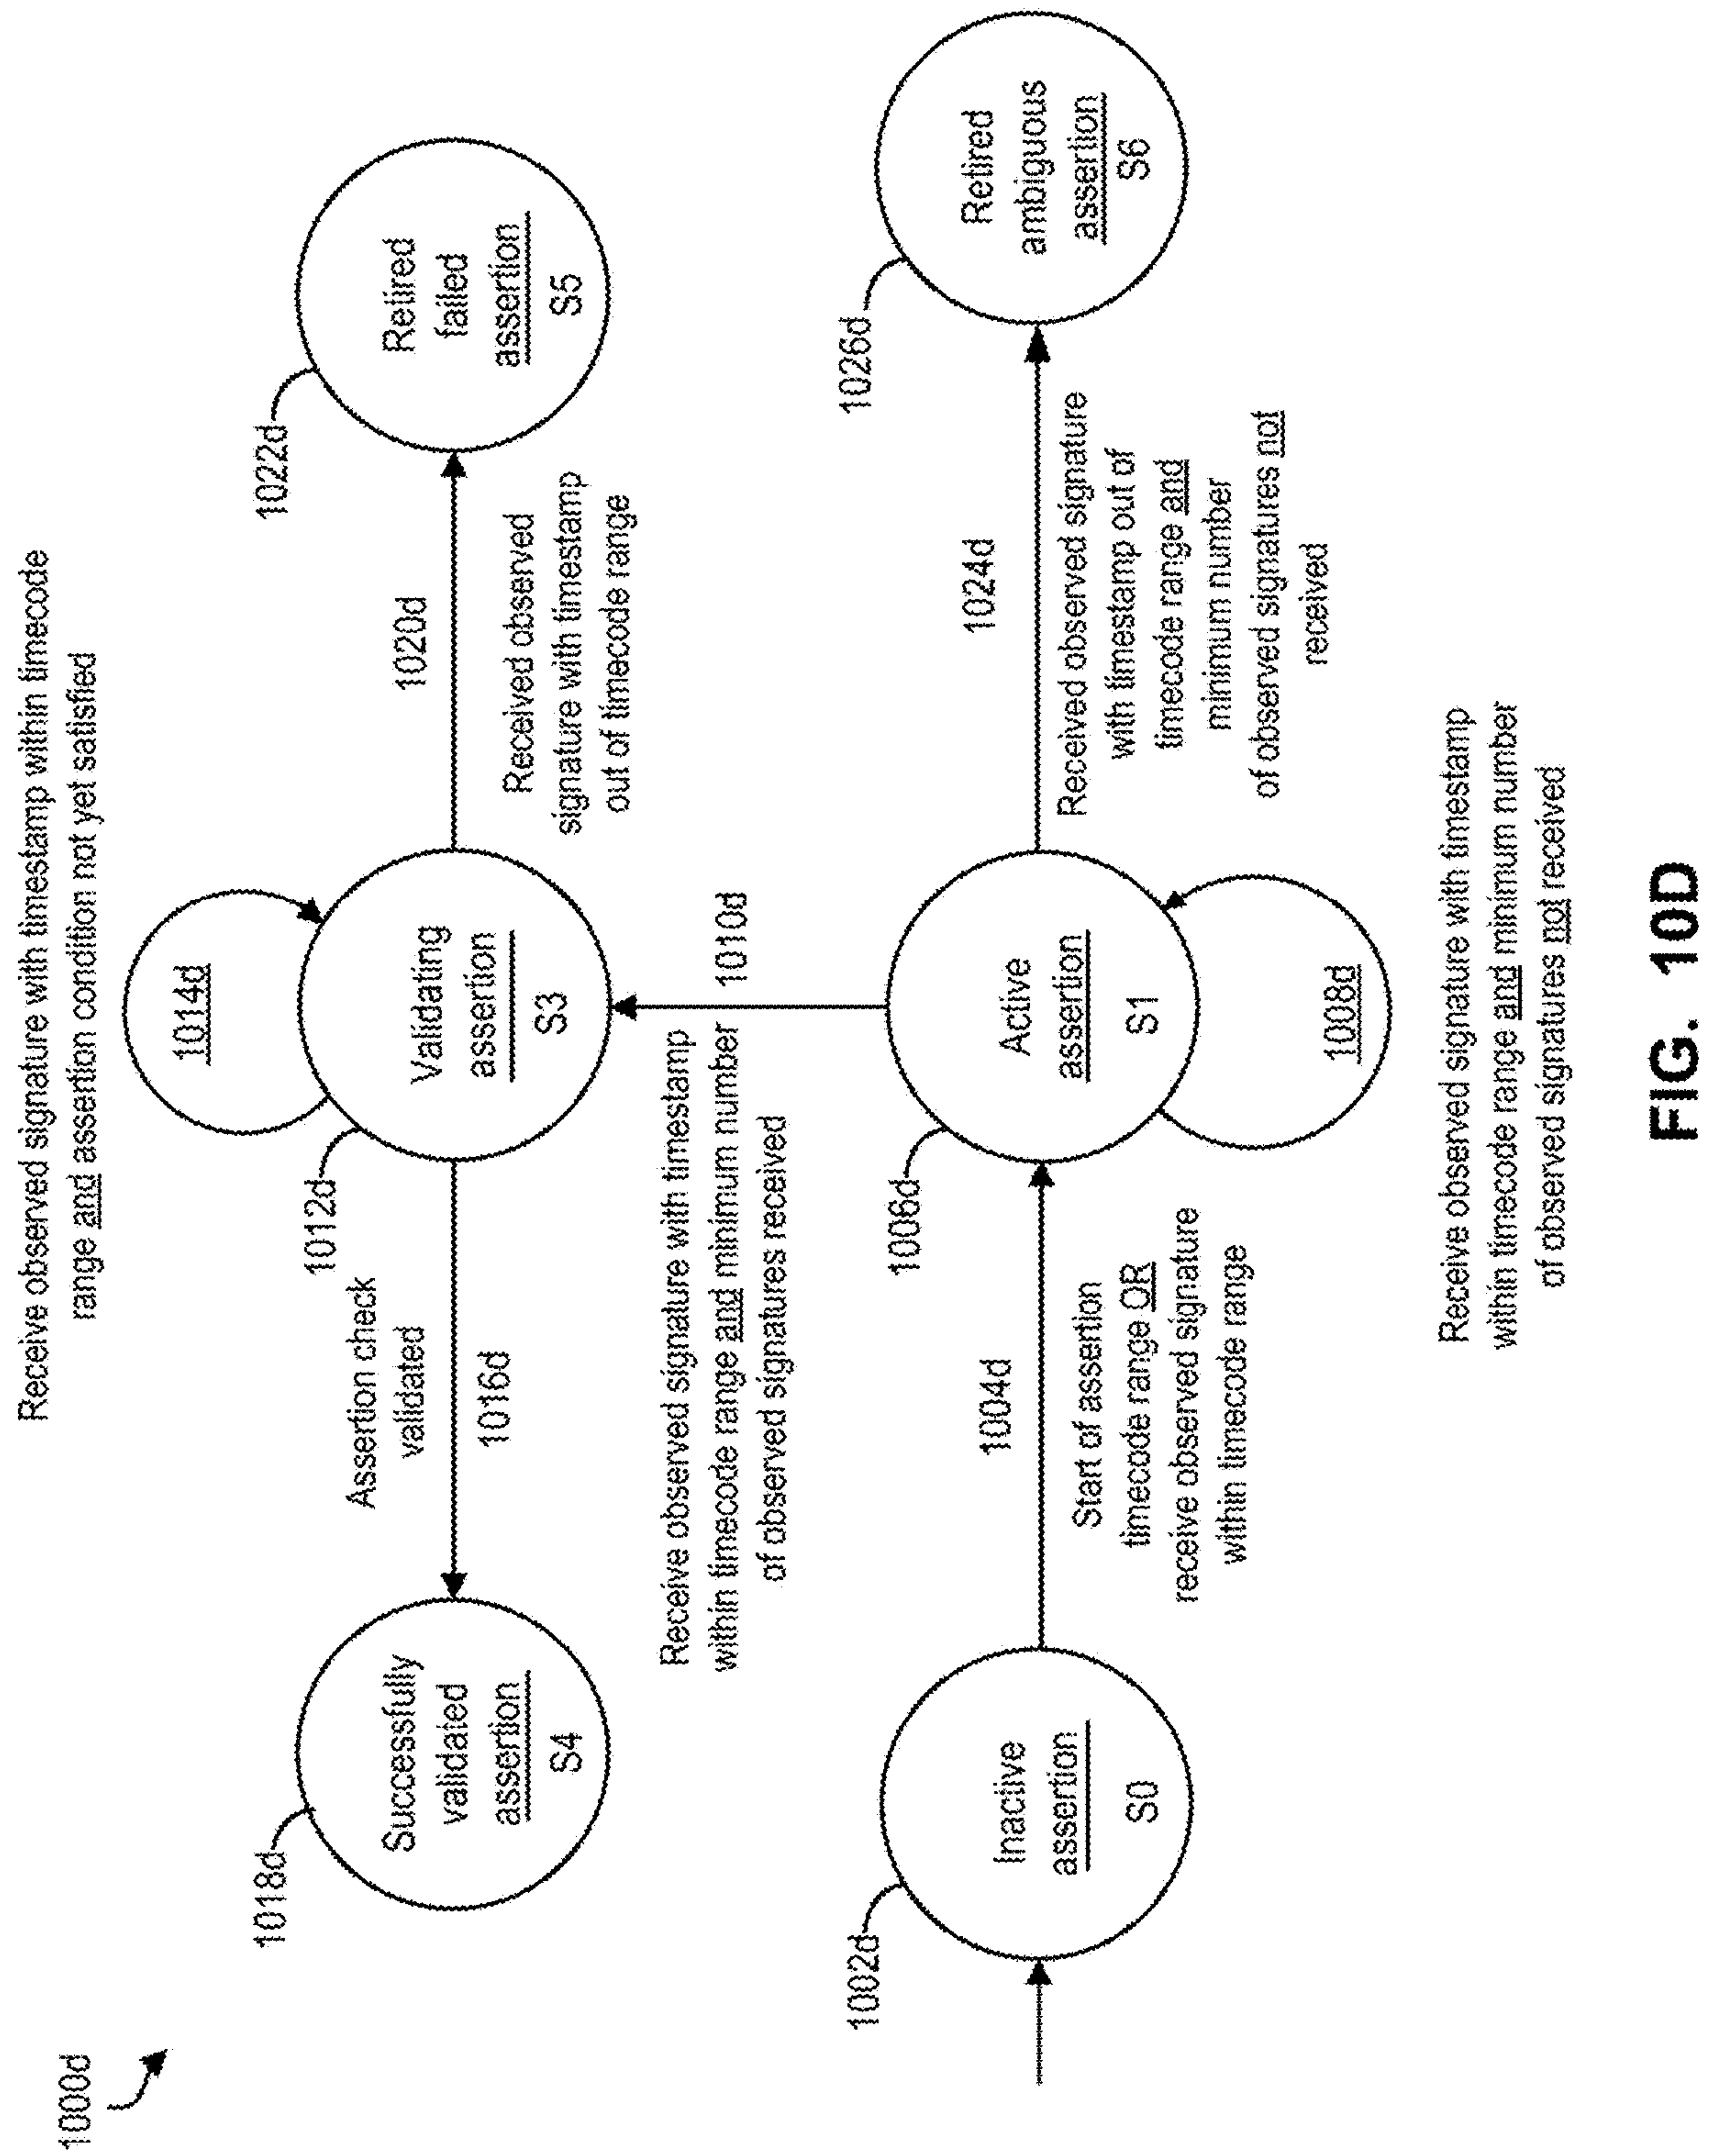 1000d
Receive observed signature with timestamp within timecode
range and assertion condition not yet satisfied
1014d
1018d
Successfully
validated
assertion
S4
Assertion check
validated
1016d
1012d
Validating
assertion
S3
1020d
Received observed
signature with timestamp
out of timecode range
1022d
Retired
failed
assertion
S5
Receive observed signature with timestamp
within timecode range and minimum number
of observed signatures received
1010d
1002d
Inactive
assertion
S0
1004d
Start of assertion
timecode range OR
receive observed signature
within timecode range
1006d
Active
assertion
S1
1008d
1024d
Received observed signature
with timestamp out of
timecode range and
minimum number
of observed signatures not
received
1026d
Retired
ambiguous
assertion
S6
Receive observed signature with timestamp
within timecode range and minimum number
of observed signatures not received
FIG. 10D